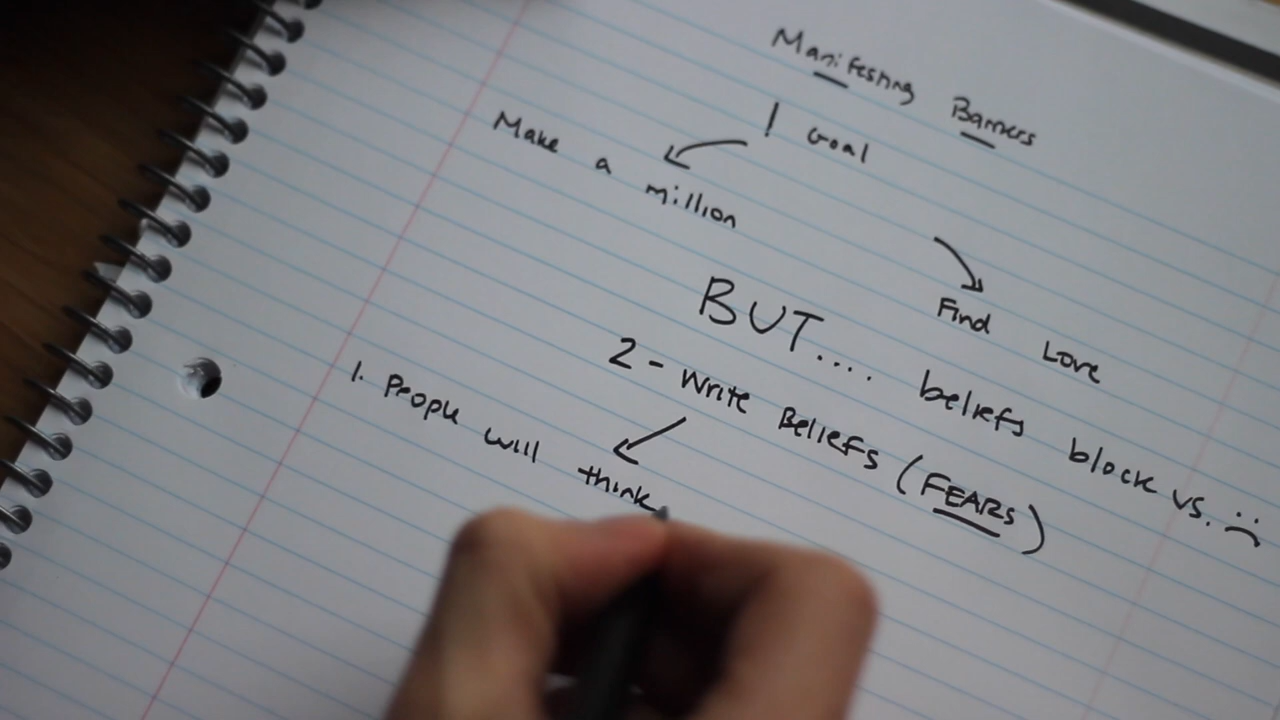 Manifesting Barriers
1 Goal
Make a million
Find Love
BUT.... beliefs block us. :(
2 - Write Beliefs (FEARS)
1. People will think